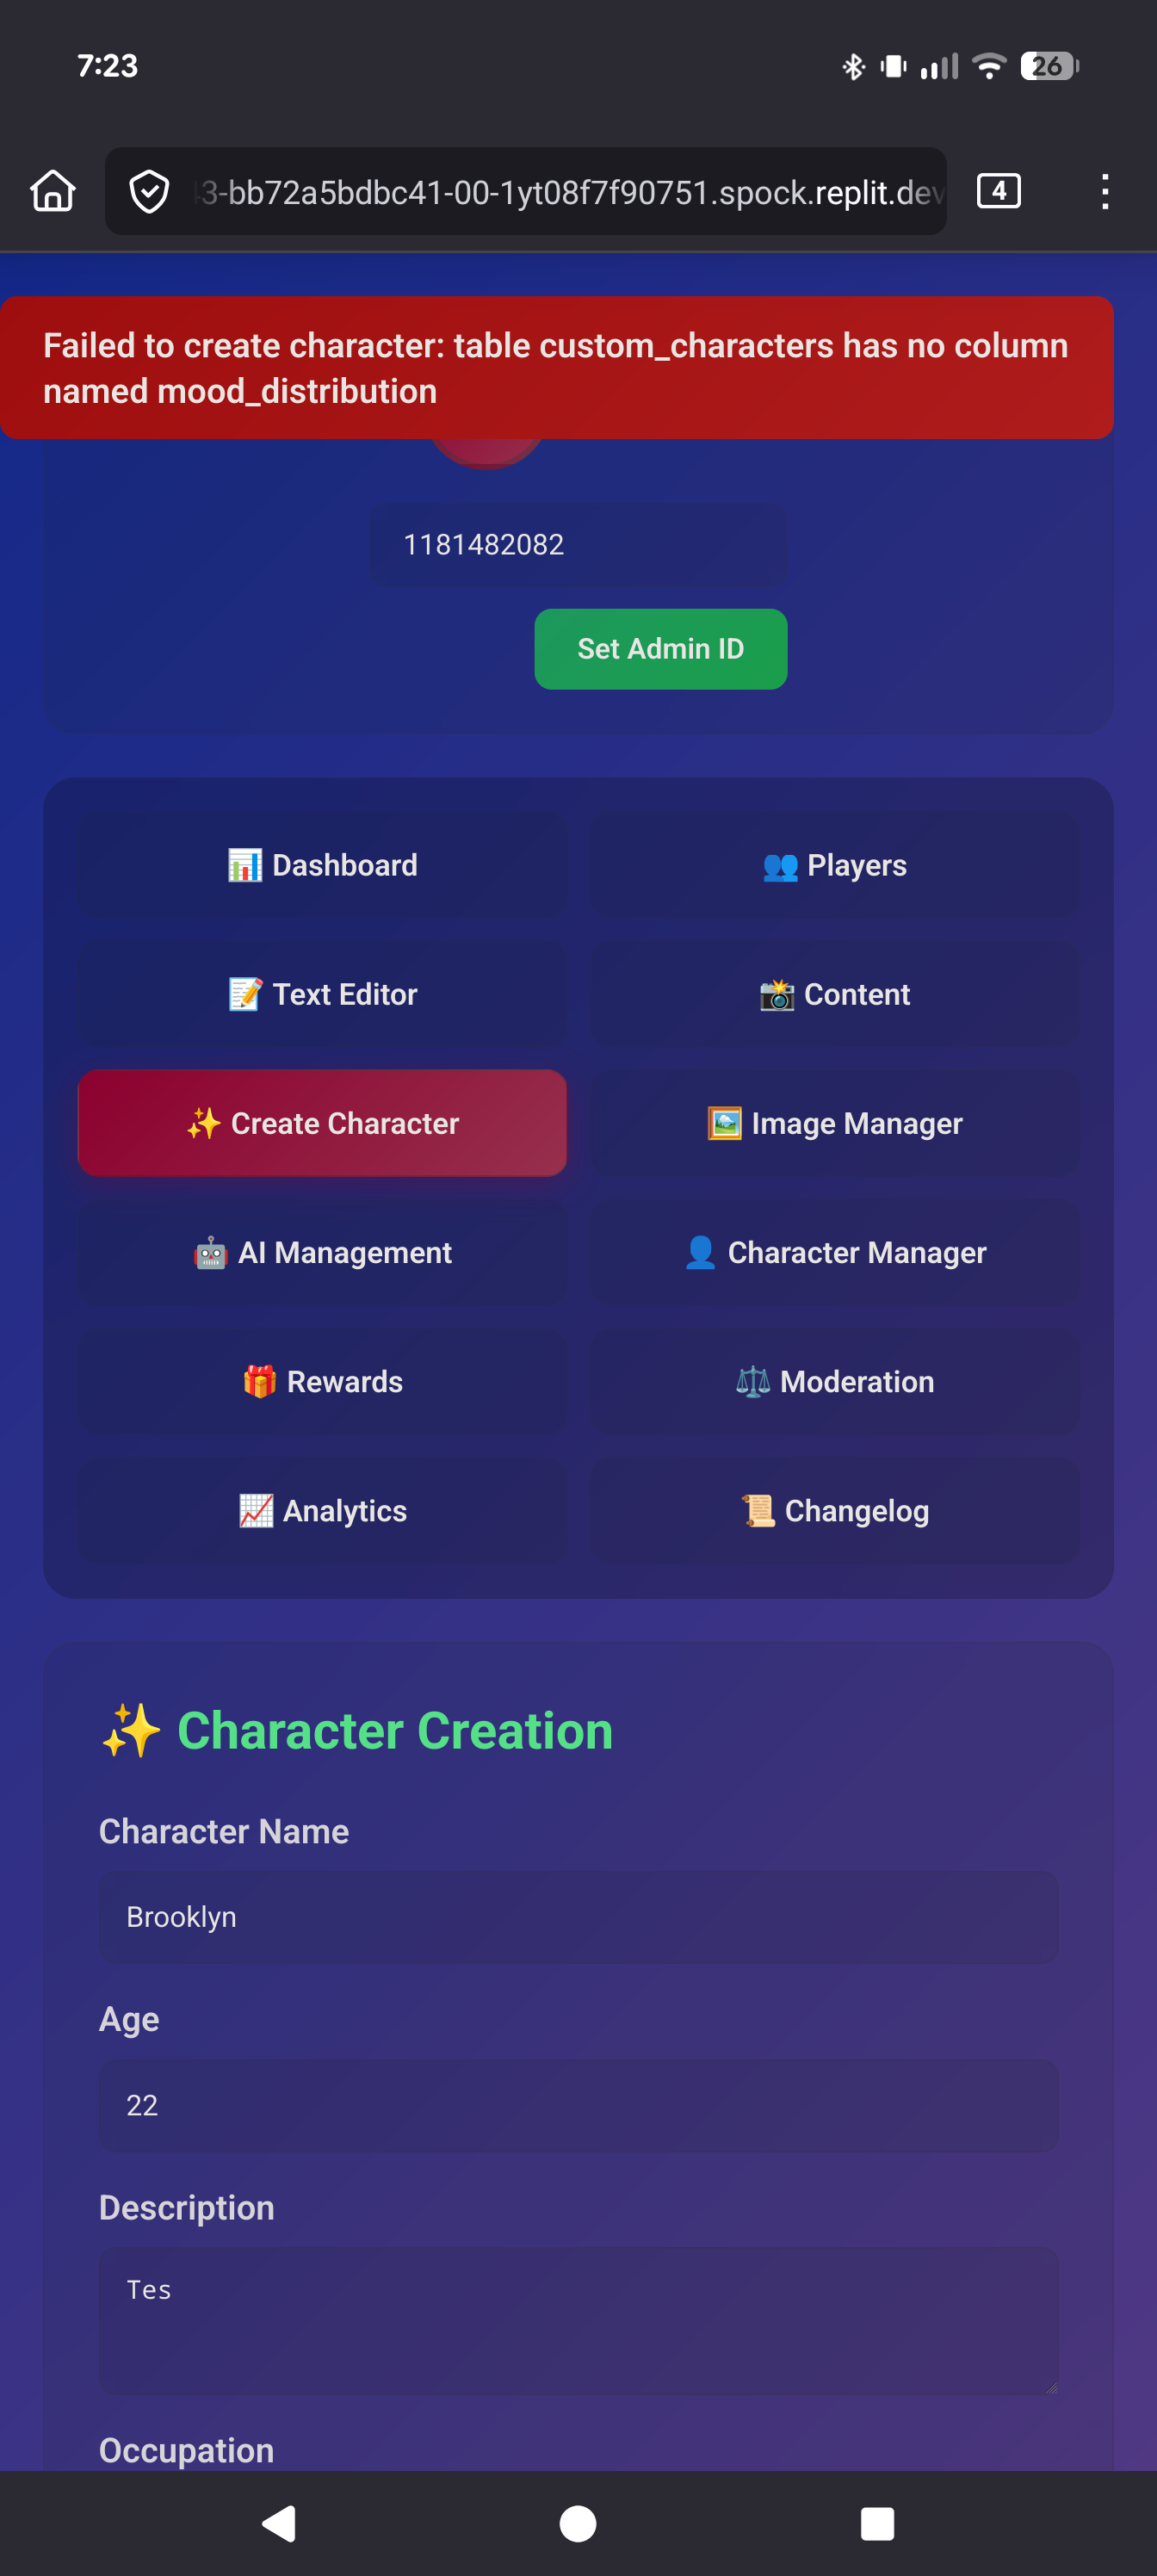 7:23
26
3-bb72a5bdbc41-00-1yt08f7f90751.spock.replit.dev
4
Failed to create character: table custom_characters has no column
named mood_distribution
1181482082
Set Admin ID
📊 Dashboard
👥 Players
📝 Text Editor
📸 Content
✨ Create Character
🖼️ Image Manager
🤖 AI Management
👤 Character Manager
🎁 Rewards
⚖️ Moderation
📈 Analytics
📜 Changelog
✨ Character Creation
Character Name
Brooklyn
Age
22
Description
Tes
Occupation